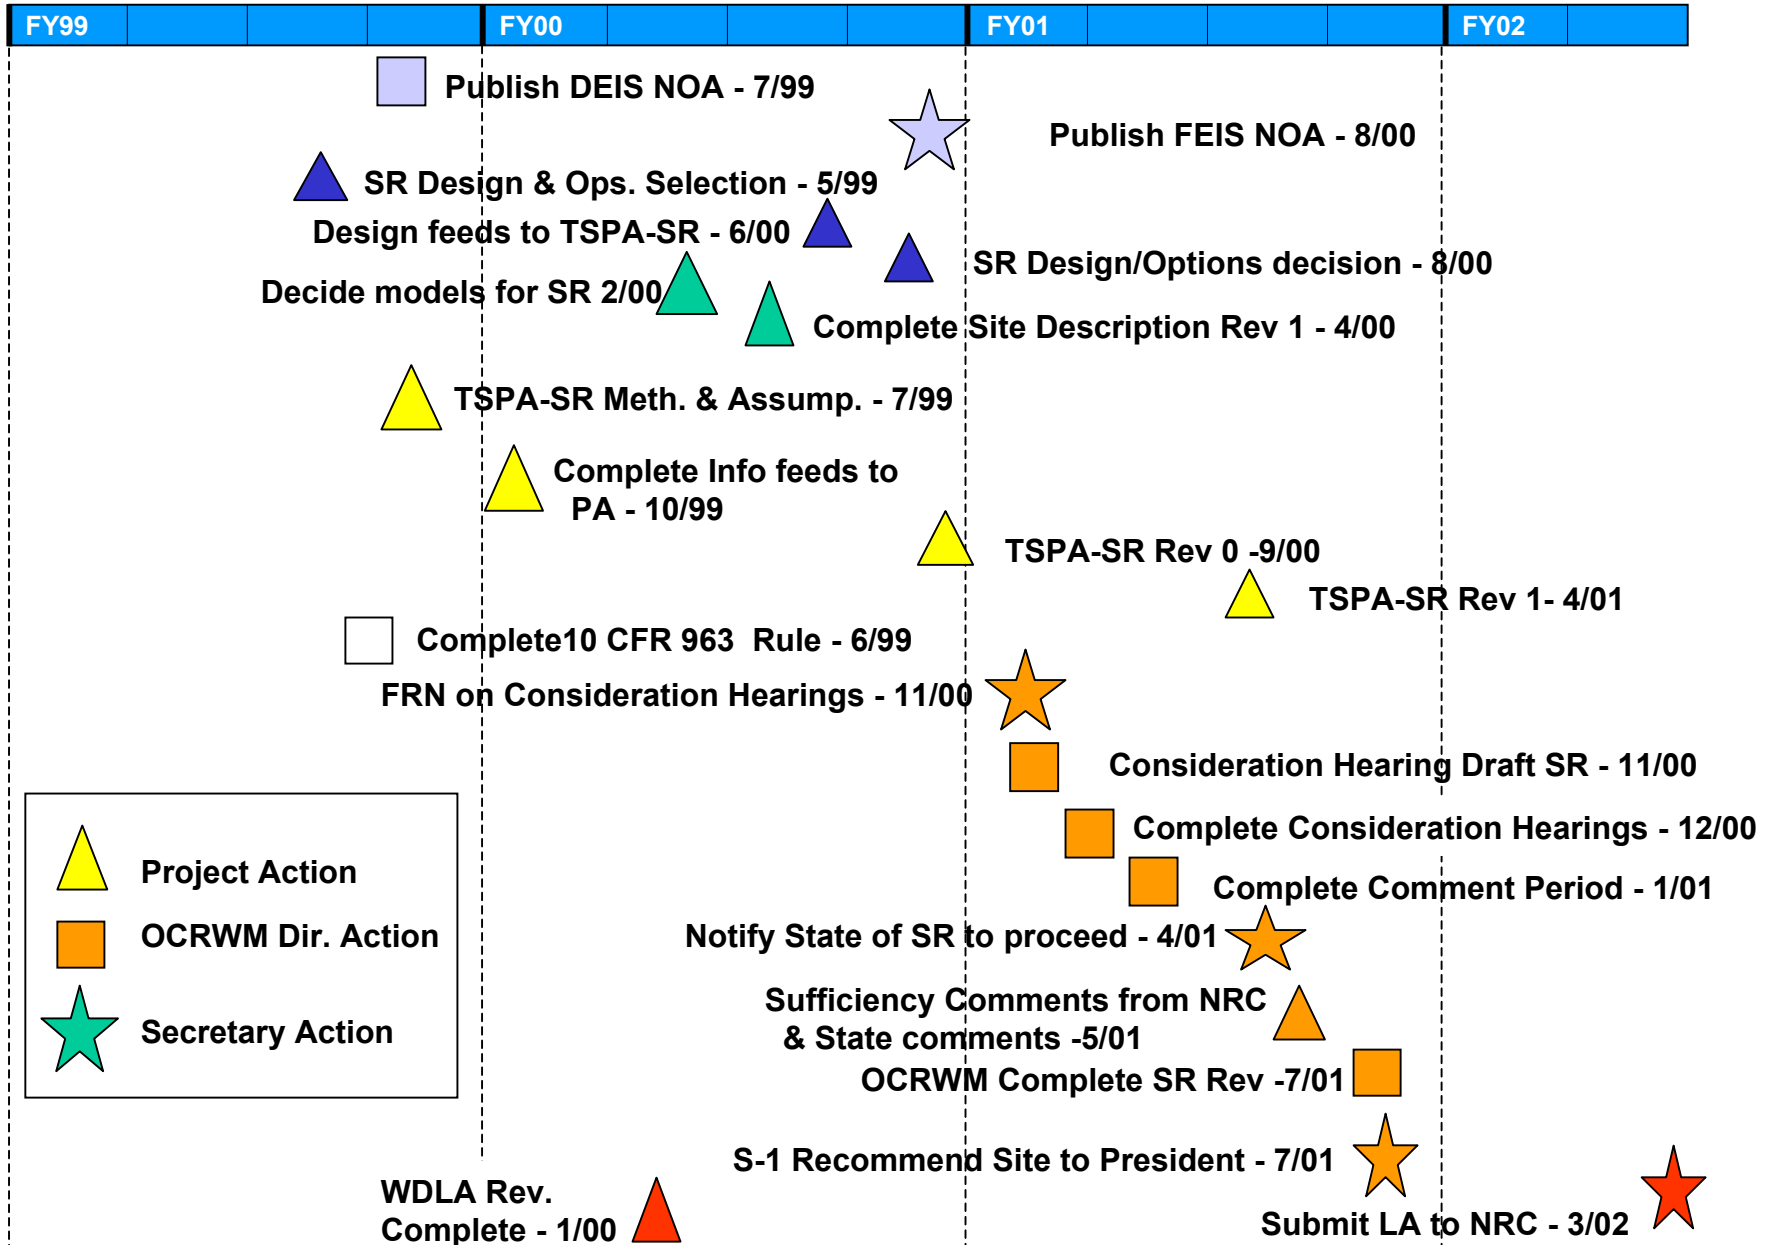 FY99 FY00 FY01 FY02
Publish DEIS NOA - 7/99
Publish FEIS NOA - 8/00
SR Design & Ops. Selection - 5/99
Design feeds to TSPA-SR - 6/00
SR Design/Options decision - 8/00
Decide models for SR 2/00
Complete Site Description Rev 1 - 4/00
TSPA-SR Meth. & Assump. - 7/99
Complete Info feeds to
PA - 10/99
TSPA-SR Rev 0 -9/00
TSPA-SR Rev 1- 4/01
Complete10 CFR 963  Rule - 6/99
FRN on Consideration Hearings - 11/00
Consideration Hearing Draft SR - 11/00
Complete Consideration Hearings - 12/00
Complete Comment Period - 1/01
Notify State of SR to proceed - 4/01
Sufficiency Comments from NRC
& State comments -5/01
OCRWM Complete SR Rev -7/01
S-1 Recommend Site to President - 7/01
WDLA Rev.
Complete - 1/00
Submit LA to NRC - 3/02
Project Action
OCRWM Dir. Action
Secretary Action